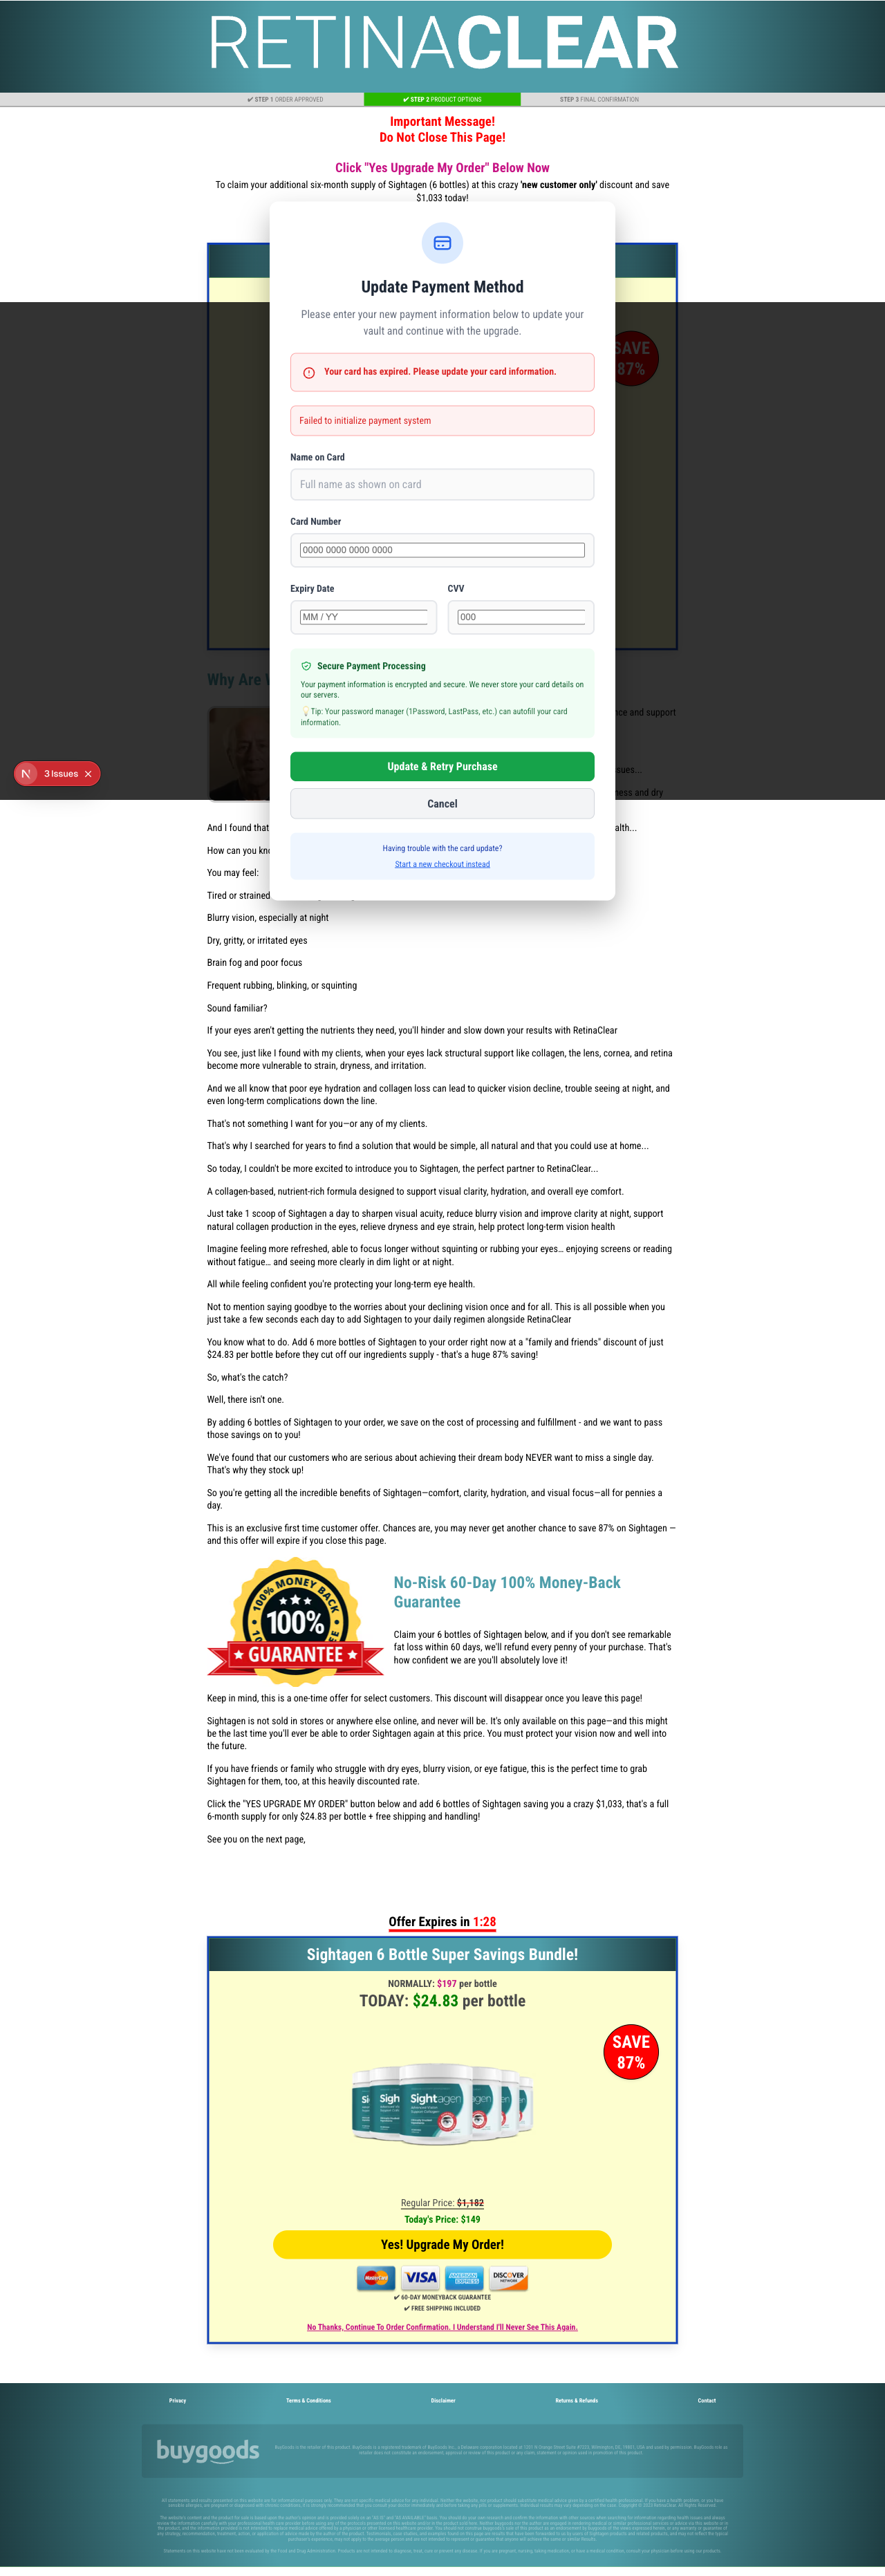 RETINACLEAR
✔ STEP 1 ORDER APPROVED
✔ STEP 2 PRODUCT OPTIONS
STEP 3 FINAL CONFIRMATION
Important Message!
Do Not Close This Page!
Click "Yes Upgrade My Order" Below Now
To claim your additional six-month supply of Sightagen (6 bottles) at this crazy 'new customer only' discount and save
$1,033 today!
Update Payment Method
Please enter your new payment information below to update your
vault and continue with the upgrade.
SAVE
87%
Your card has expired. Please update your card information.
Failed to initialize payment system
Name on Card
Full name as shown on card
Card Number
0000 0000 0000 0000
Expiry Date
CVV
MM / YY
000
Secure Payment Processing
Your payment information is encrypted and secure. We never store your card details on
our servers.
💡Tip: Your password manager (1Password, LastPass, etc.) can autofill your card
information.
Why Are
and support
Update & Retry Purchase
N 3 Issues
Cancel
and dry
And I found that
How can you
Having trouble with the card update?
Start a new checkout instead
You may feel:
Tired or strained
Blurry vision, especially at night
Dry, gritty, or irritated eyes
Brain fog and poor focus
Frequent rubbing, blinking, or squinting
Sound familiar?
If your eyes aren't getting the nutrients they need, you'll hinder and slow down your results with RetinaClear
You see, just like I found with my clients, when your eyes lack structural support like collagen, the lens, cornea, and retina
become more vulnerable to strain, dryness, and irritation.
And we all know that poor eye hydration and collagen loss can lead to quicker vision decline, trouble seeing at night, and
even long-term complications down the line.
That's not something I want for you—or any of my clients.
That's why I searched for years to find a solution that would be simple, all natural and that you could use at home...
So today, I couldn't be more excited to introduce you to Sightagen, the perfect partner to RetinaClear...
A collagen-based, nutrient-rich formula designed to support visual clarity, hydration, and overall eye comfort.
Just take 1 scoop of Sightagen a day to sharpen visual acuity, reduce blurry vision and improve clarity at night, support
natural collagen production in the eyes, relieve dryness and eye strain, help protect long-term vision health
Imagine feeling more refreshed, able to focus longer without squinting or rubbing your eyes… enjoying screens or reading
without fatigue… and seeing more clearly in dim light or at night.
All while feeling confident you're protecting your long-term eye health.
Not to mention saying goodbye to the worries about your declining vision once and for all. This is all possible when you
just take a few seconds each day to add Sightagen to your daily regimen alongside RetinaClear
You know what to do. Add 6 more bottles of Sightagen to your order right now at a "family and friends" discount of just
$24.83 per bottle before they cut off our ingredients supply - that's a huge 87% saving!
So, what's the catch?
Well, there isn't one.
By adding 6 bottles of Sightagen to your order, we save on the cost of processing and fulfillment - and we want to pass
those savings on to you!
We've found that our customers who are serious about achieving their dream body NEVER want to miss a single day.
That's why they stock up!
So you're getting all the incredible benefits of Sightagen—comfort, clarity, hydration, and visual focus—all for pennies a
day.
This is an exclusive first time customer offer. Chances are, you may never get another chance to save 87% on Sightagen —
and this offer will expire if you close this page.
100% MONEY BACK
100%
GUARANTEE
No-Risk 60-Day 100% Money-Back
Guarantee
Claim your 6 bottles of Sightagen below, and if you don't see remarkable
fat loss within 60 days, we'll refund every penny of your purchase. That's
how confident we are you'll absolutely love it!
Keep in mind, this is a one-time offer for select customers. This discount will disappear once you leave this page!
Sightagen is not sold in stores or anywhere else online, and never will be. It's only available on this page—and this might
be the last time you'll ever be able to order Sightagen again at this price. You must protect your vision now and well into
the future.
If you have friends or family who struggle with dry eyes, blurry vision, or eye fatigue, this is the perfect time to grab
Sightagen for them, too, at this heavily discounted rate.
Click the "YES UPGRADE MY ORDER" button below and add 6 bottles of Sightagen saving you a crazy $1,033, that's a full
6-month supply for only $24.83 per bottle + free shipping and handling!
See you on the next page,
Offer Expires in 1:28
Sightagen 6 Bottle Super Savings Bundle!
NORMALLY: $197 per bottle
TODAY: $24.83 per bottle
SAVE
87%
Sightagen
Regular Price: $1,182
Today's Price: $149
Yes! Upgrade My Order!
MasterCard VISA AMERICAN EXPRESS DISCOVER NETWORK
✔ 60-DAY MONEYBACK GUARANTEE
✔ FREE SHIPPING INCLUDED
No Thanks, Continue To Order Confirmation. I Understand I'll Never See This Again.
Privacy
Terms & Conditions
Disclaimer
Returns & Refunds
Contact
buygoods